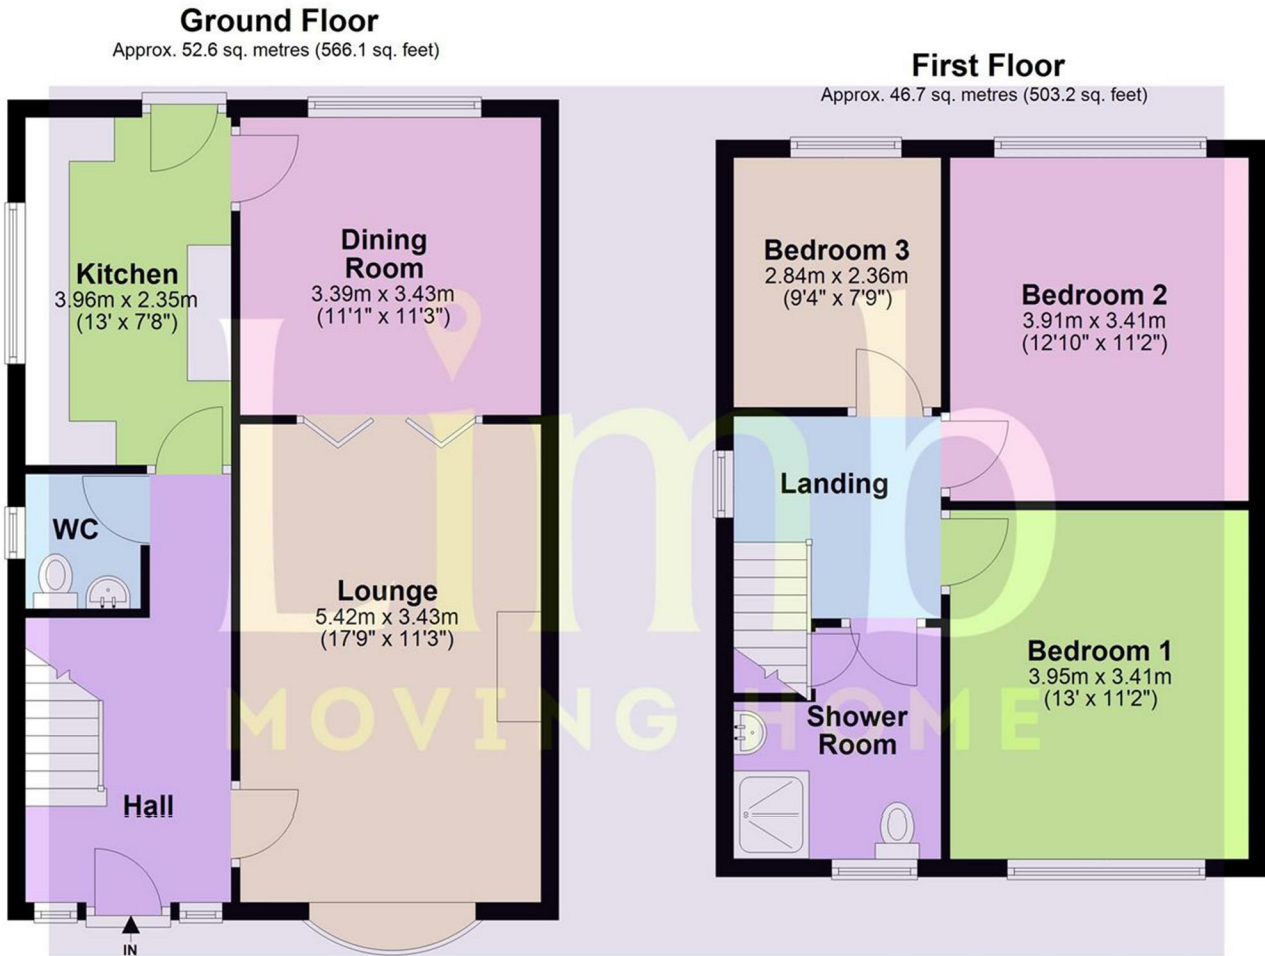 Ground Floor
Approx. 52.6 sq. metres (566.1 sq. feet)
First Floor
Approx. 46.7 sq. metres (503.2 sq. feet)
Kitchen
3.96m x 2.35m
(13' x 7'8")
Dining
Room
3.39m x 3.43m
(11'1" x 11'3")
WC
Lounge
5.42m x 3.43m
(17'9" x 11'3")
Hall
IN
Bedroom 3
2.84m x 2.36m
(9'4" x 7'9")
Bedroom 2
3.91m x 3.41m
(12'10" x 11'2")
Landing
Bedroom 1
3.95m x 3.41m
(13' x 11'2")
Shower
Room
Limb
MOVING HOME